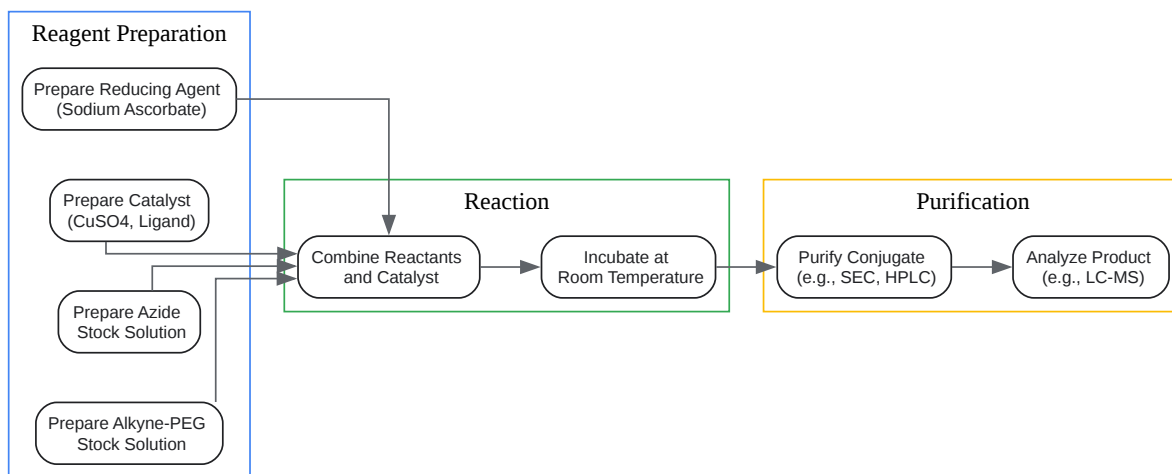 Reagent Preparation
Prepare Reducing Agent
(Sodium Ascorbate)
Prepare Catalyst
(CuSO4, Ligand)
Prepare Azide
Stock Solution
Prepare Alkyne-PEG
Stock Solution
Reaction
Combine Reactants
and Catalyst
Incubate at
Room Temperature
Purification
Purify Conjugate
(e.g., SEC, HPLC)
Analyze Product
(e.g., LC-MS)